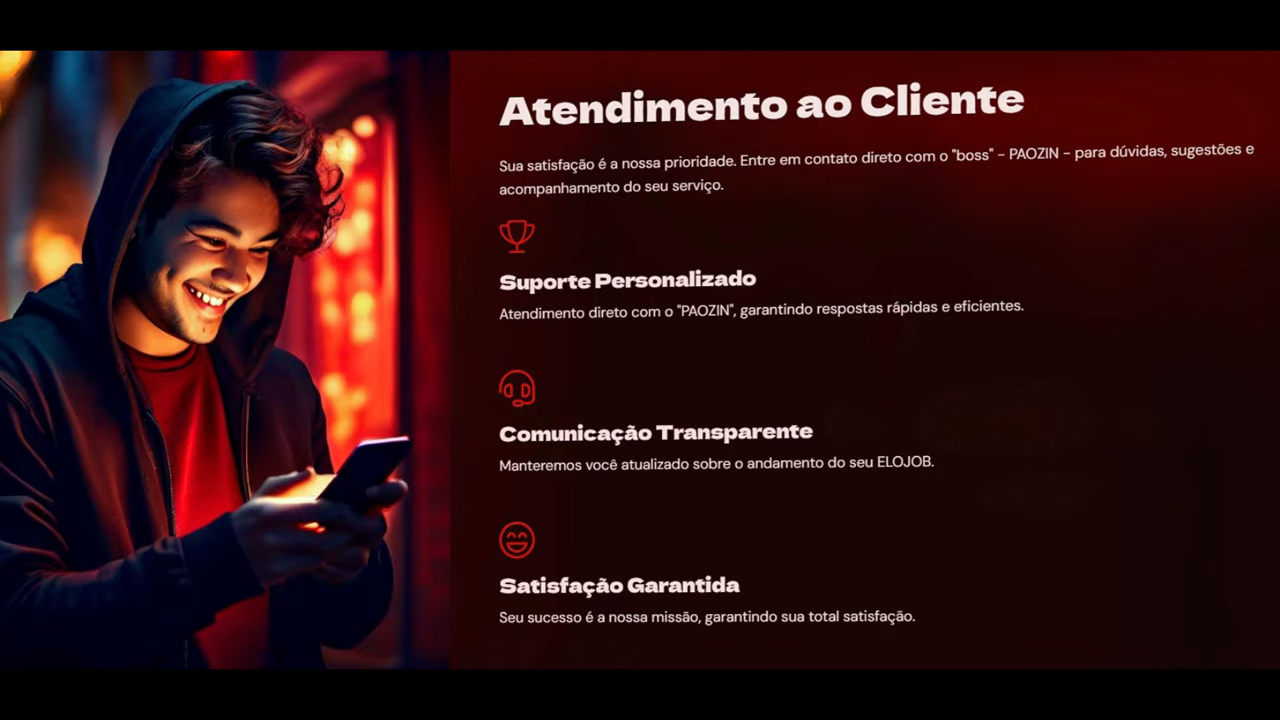 Atendimento ao Cliente
Sua satisfação é a nossa prioridade. Entre em contato direto com o "boss" - PAOZIN - para dúvidas, sugestões e
acompanhamento do seu serviço.
Suporte Personalizado
Atendimento direto com o "PAOZIN", garantindo respostas rápidas e eficientes.
Comunicação Transparente
Manteremos você atualizado sobre o andamento do seu ELOJOB.
Satisfação Garantida
Seu sucesso é a nossa missão, garantindo sua total satisfação.